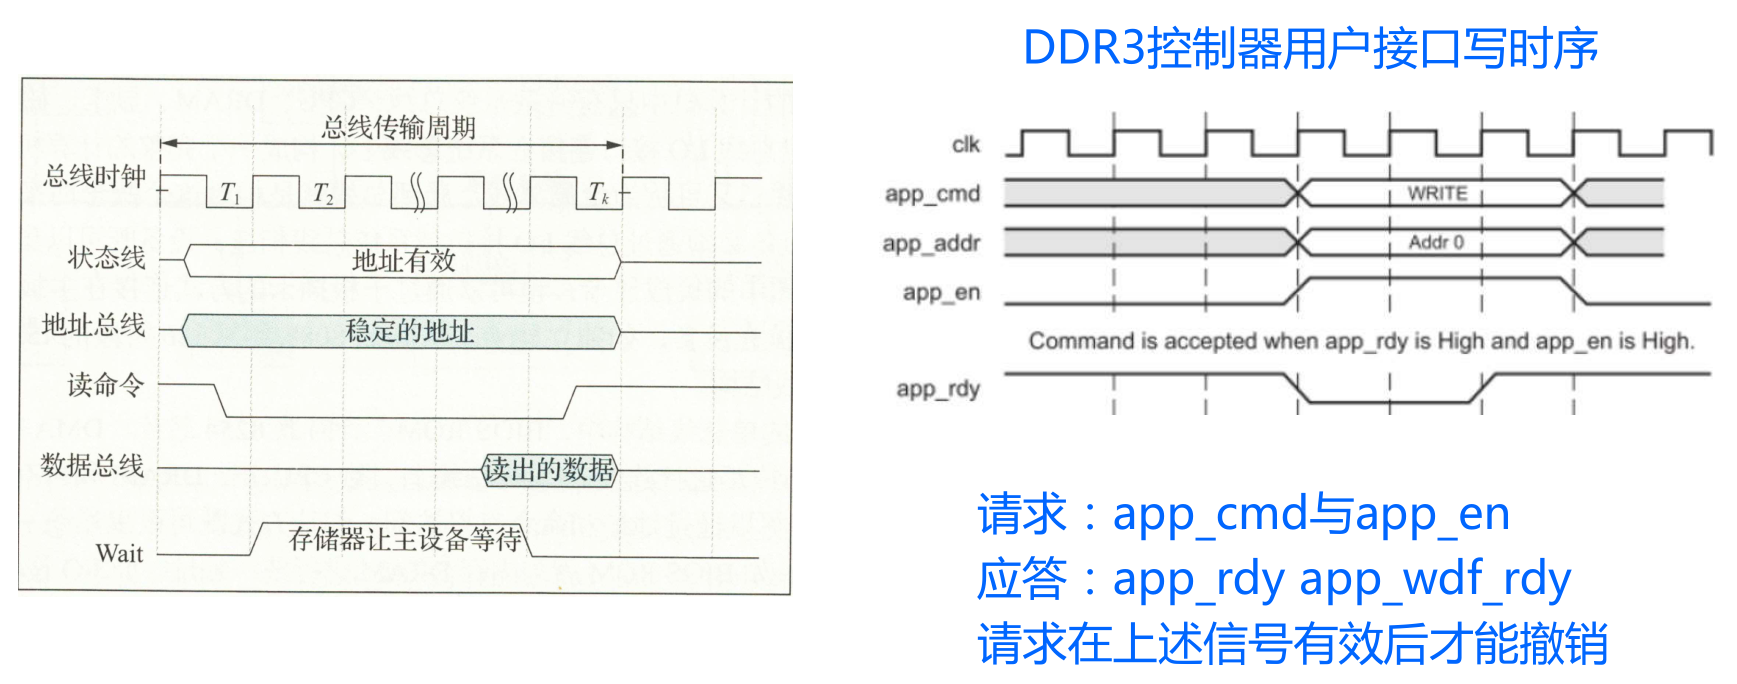 总线传输周期
总线时钟
T1
T2
Tk
状态线
地址有效
地址总线
稳定的地址
读命令
数据总线
读出的数据
Wait
存储器让主设备等待
DDR3控制器用户接口写时序
clk
app_cmd
WRITE
app_addr
Addr 0
app_en
Command is accepted when app_rdy is High and app_en is High.
app_rdy
请求：app_cmd与app_en
应答：app_rdy app_wdf_rdy
请求在上述信号有效后才能撤销